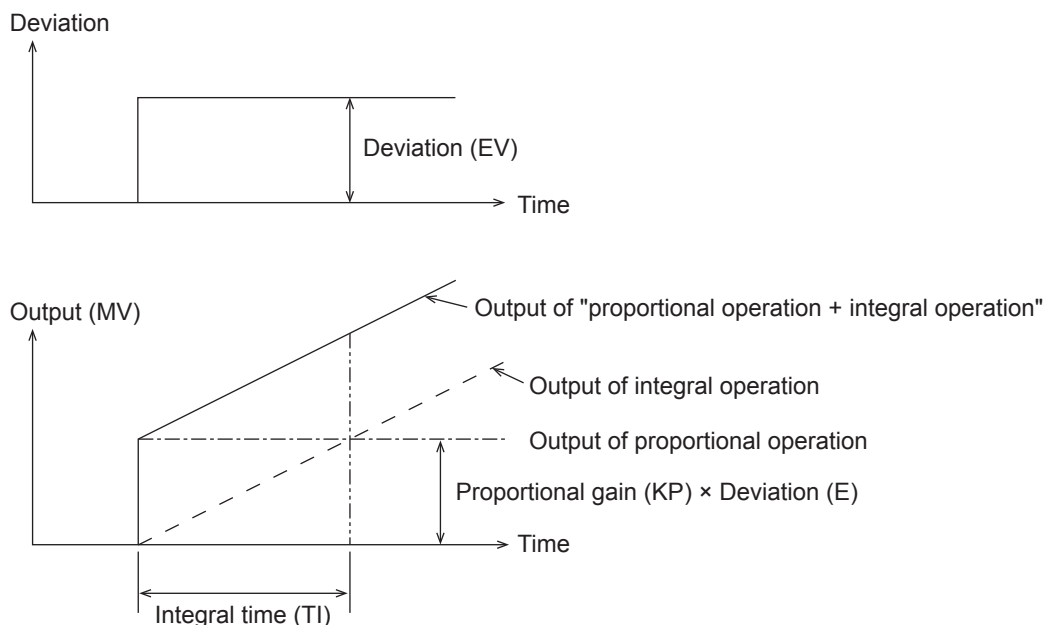 Deviation
Deviation (EV)
Time
Output (MV)
Output of "proportional operation + integral operation"
Output of integral operation
Output of proportional operation
Proportional gain (KP) × Deviation (E)
Time
Integral time (TI)